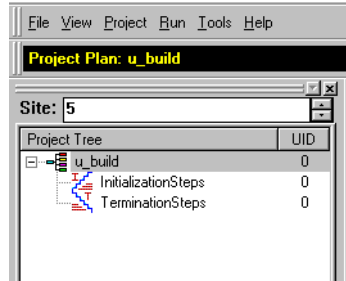 File View Project Run Tools Help
Project Plan: u_build
Site: 5
Project Tree UID
u_build 0
InitializationSteps 0
TerminationSteps 0